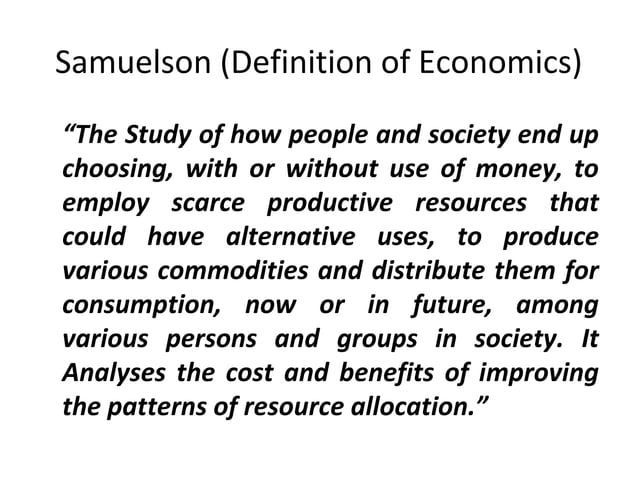 Samuelson (Definition of Economics)
“The Study of how people and society end up
choosing, with or without use of money, to
employ scarce productive resources that
could have alternative uses, to produce
various commodities and distribute them for
consumption, now or in future, among
various persons and groups in society. It
Analyses the cost and benefits of improving
the patterns of resource allocation.”